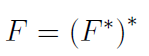 F = (F*)*